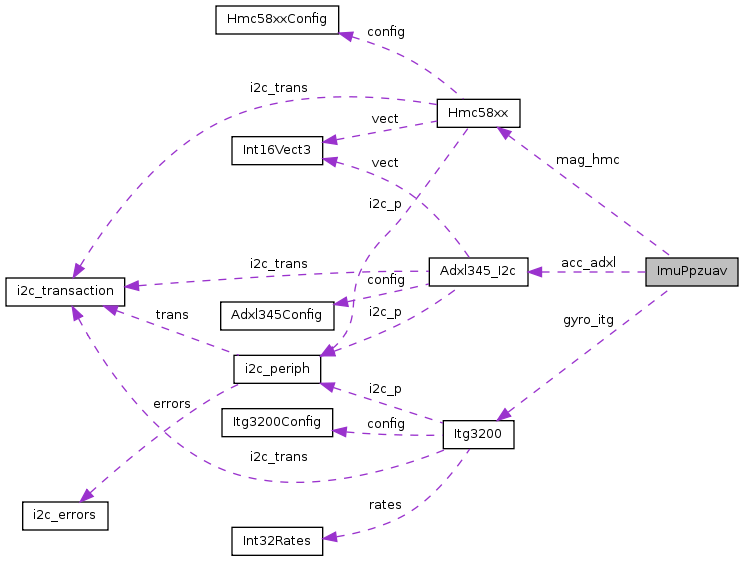 Hmc58xxConfig
config
i2c_trans
Hmc58xx
vect
Int16Vect3
mag_hmc
vect
i2c_p
i2c_trans
acc_adxl
Adxl345_I2c
ImuPpzuav
config
i2c_transaction
Adxl345Config
i2c_p
trans
gyro_itg
i2c_periph
i2c_p
errors
Itg3200Config
config
Itg3200
i2c_trans
rates
i2c_errors
Int32Rates